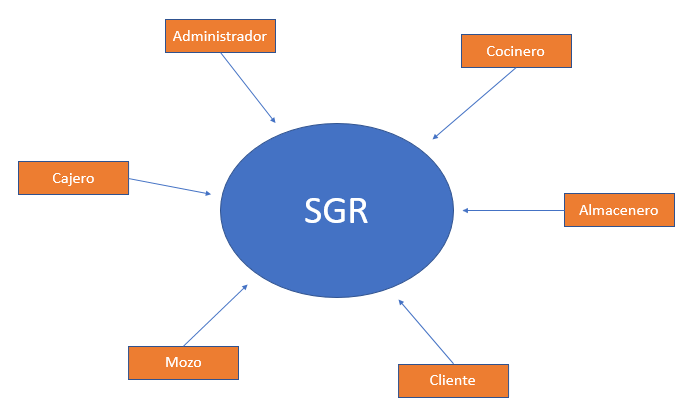 Administrador
Cocinero
Cajero
SGR
Almacenero
Mozo
Cliente